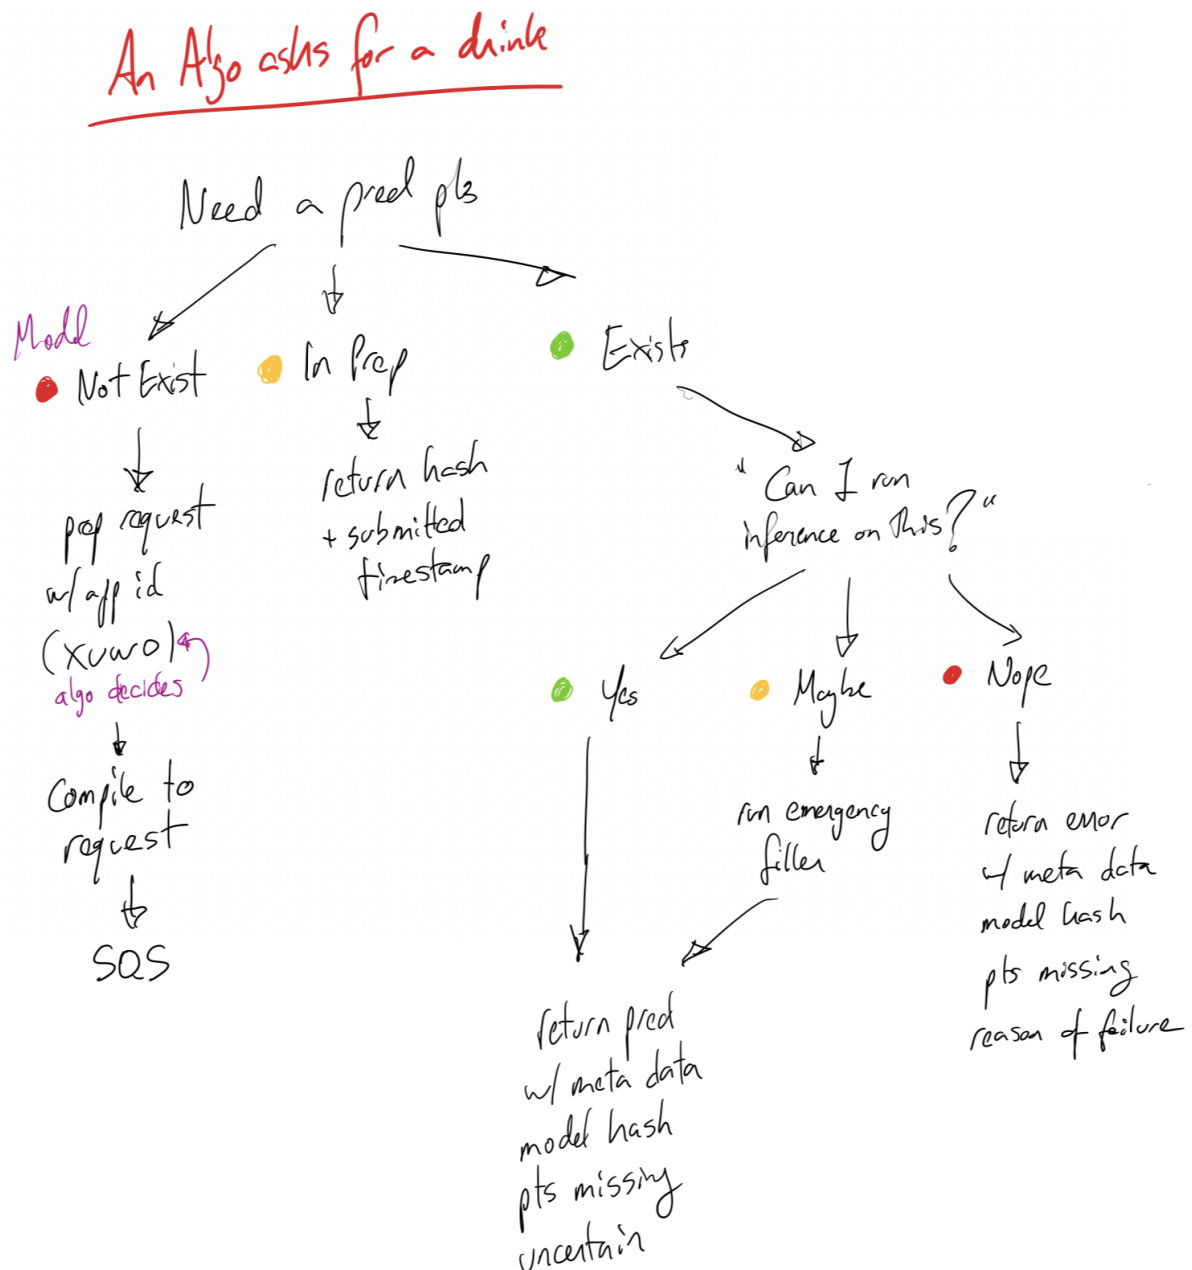 An Algo asks for a drink
Need a pred pls
Model
Not Exist
In Prep
Exists
prep request
w/ app id
(xuwo)
algo decides
Compile to
request
SQS
return hash
+ submitted
timestamp
"Can I run
inference on this?"
Yes
Maybe
Nope
run emergency
filler
return pred
w/ meta data
model hash
pts missing
uncertain
return error
w/ meta data
model hash
pts missing
reason of failure